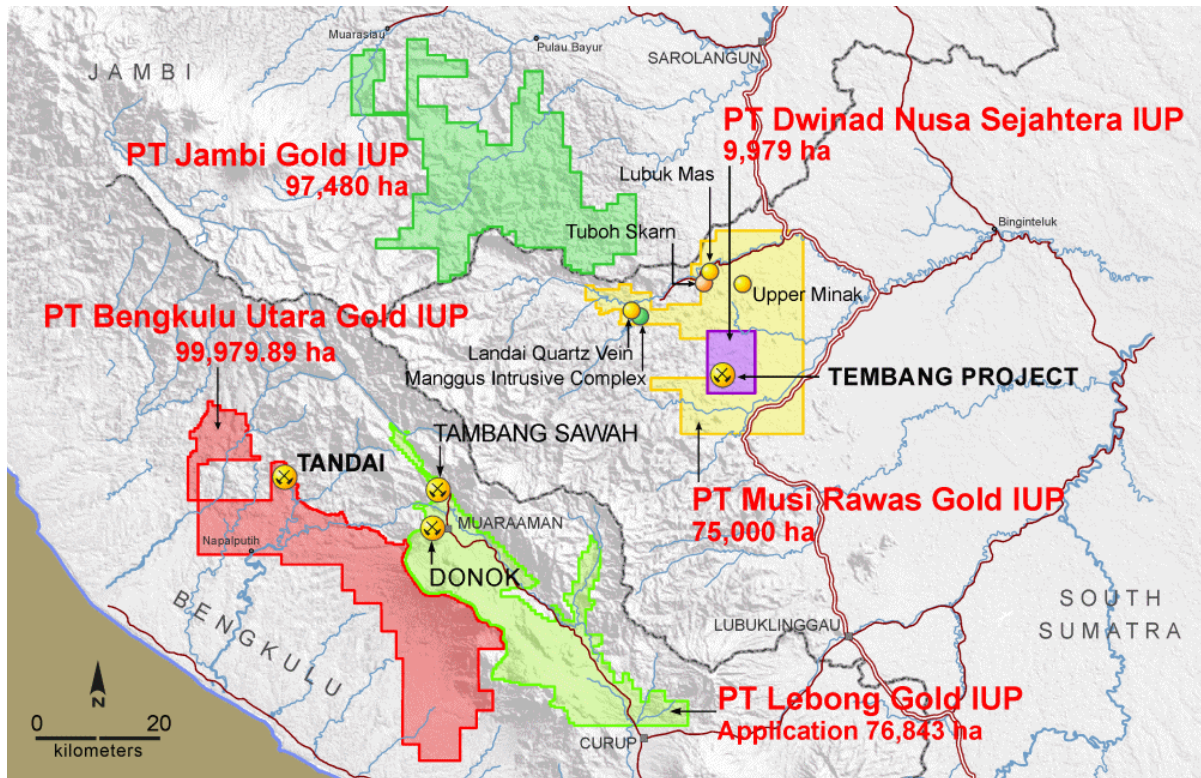 Muarasiau
Pulau Bayur
SAROLANGUN
JAMBI
PT Dwinad Nusa Sejahtera IUP
9,979 ha
PT Jambi Gold IUP
97,480 ha
Lubuk Mas
Tuboh Skarn
Binginteluk
Upper Minak
PT Bengkulu Utara Gold IUP
99,979.89 ha
Landai Quartz Vein
Manggus Intrusive Complex
TEMBANG PROJECT
TAMBANG SAWAH
TANDAI
PT Musi Rawas Gold IUP
75,000 ha
MUARAAMAN
Napalputih
DONOK
BENGKULU
SOUTH
SUMATRA
LUBUKLINGGAU
N
0 20
kilometers
PT Lebong Gold IUP
Application 76,843 ha
CURUP